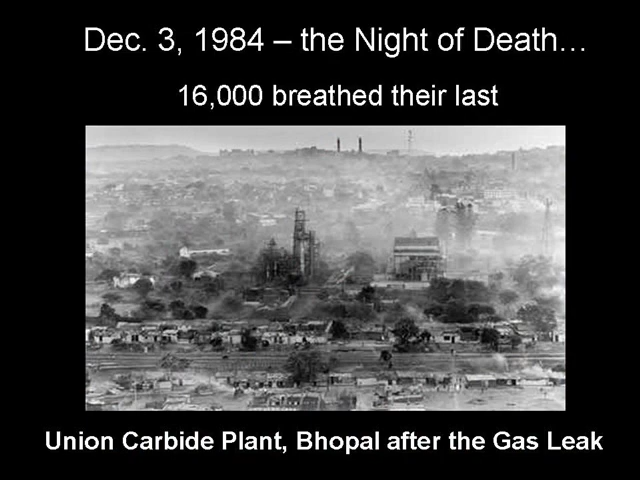 Dec. 3, 1984 – the Night of Death…
16,000 breathed their last
Union Carbide Plant, Bhopal after the Gas Leak